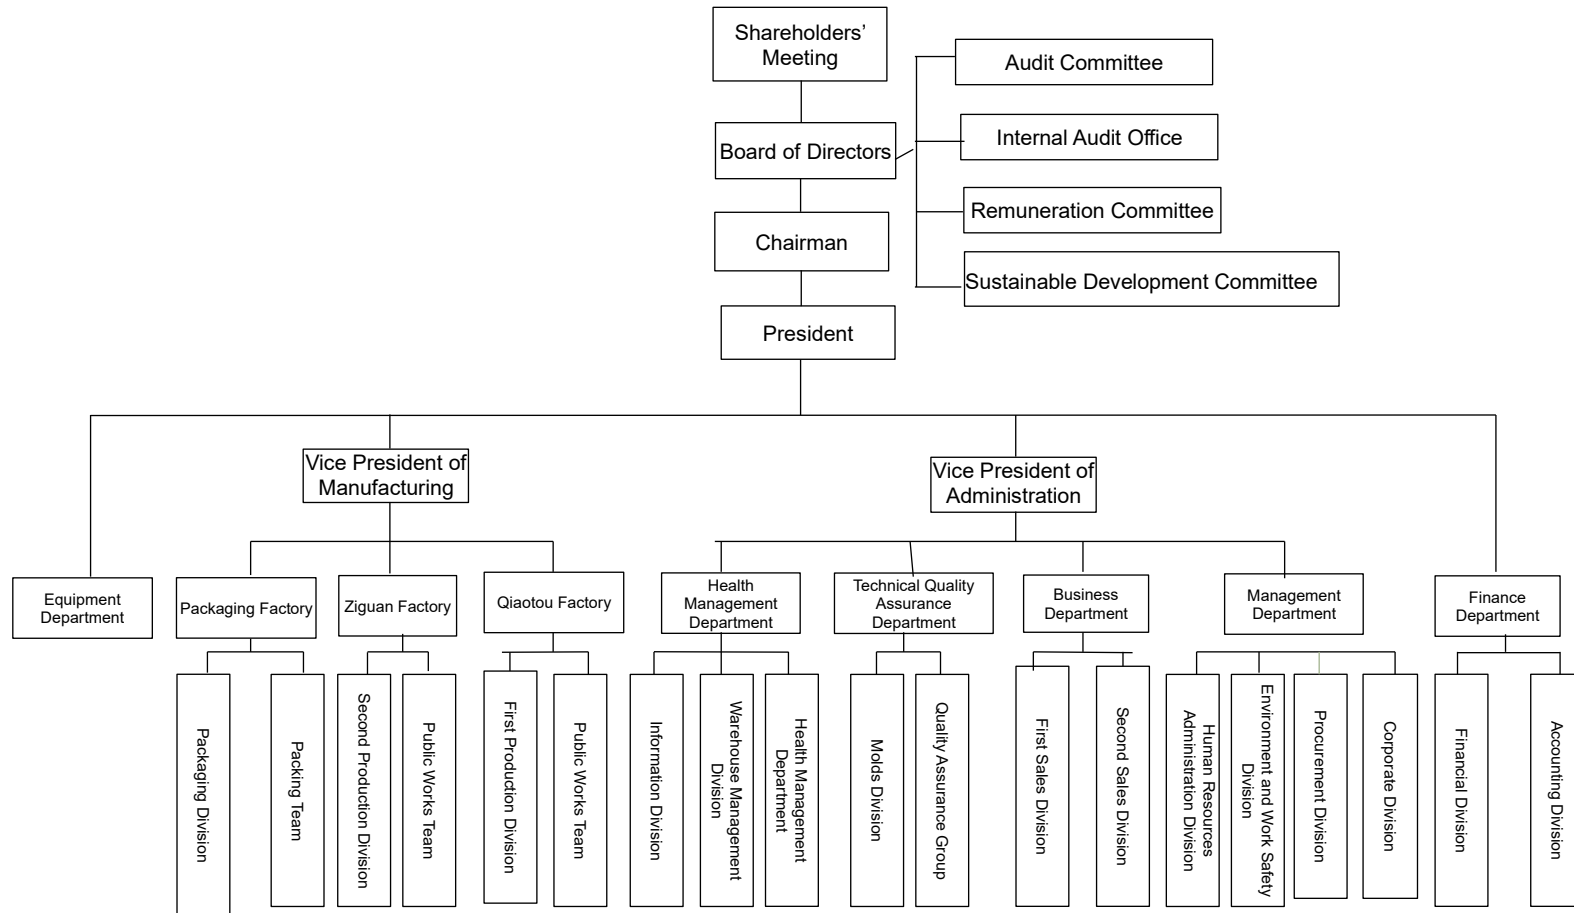 Shareholders’
Meeting
Audit Committee
Internal Audit Office
Board of Directors
Remuneration Committee
Chairman
Sustainable Development Committee
President
Vice President of
Manufacturing
Vice President of
Administration
Equipment
Department
Packaging Factory
Ziguan Factory
Qiaotou Factory
Health
Management
Department
Technical Quality
Assurance
Department
Business
Department
Management
Department
Finance
Department
Packaging Division
Packing Team
Second Production Division
Public Works Team
First Production Division
Public Works Team
Information Division
Warehouse Management
Division
Health Management
Department
Molds Division
Quality Assurance Group
First Sales Division
Second Sales Division
Human Resources
Administration Division
Environment and Work Safety
Division
Procurement Division
Corporate Division
Financial Division
Accounting Division